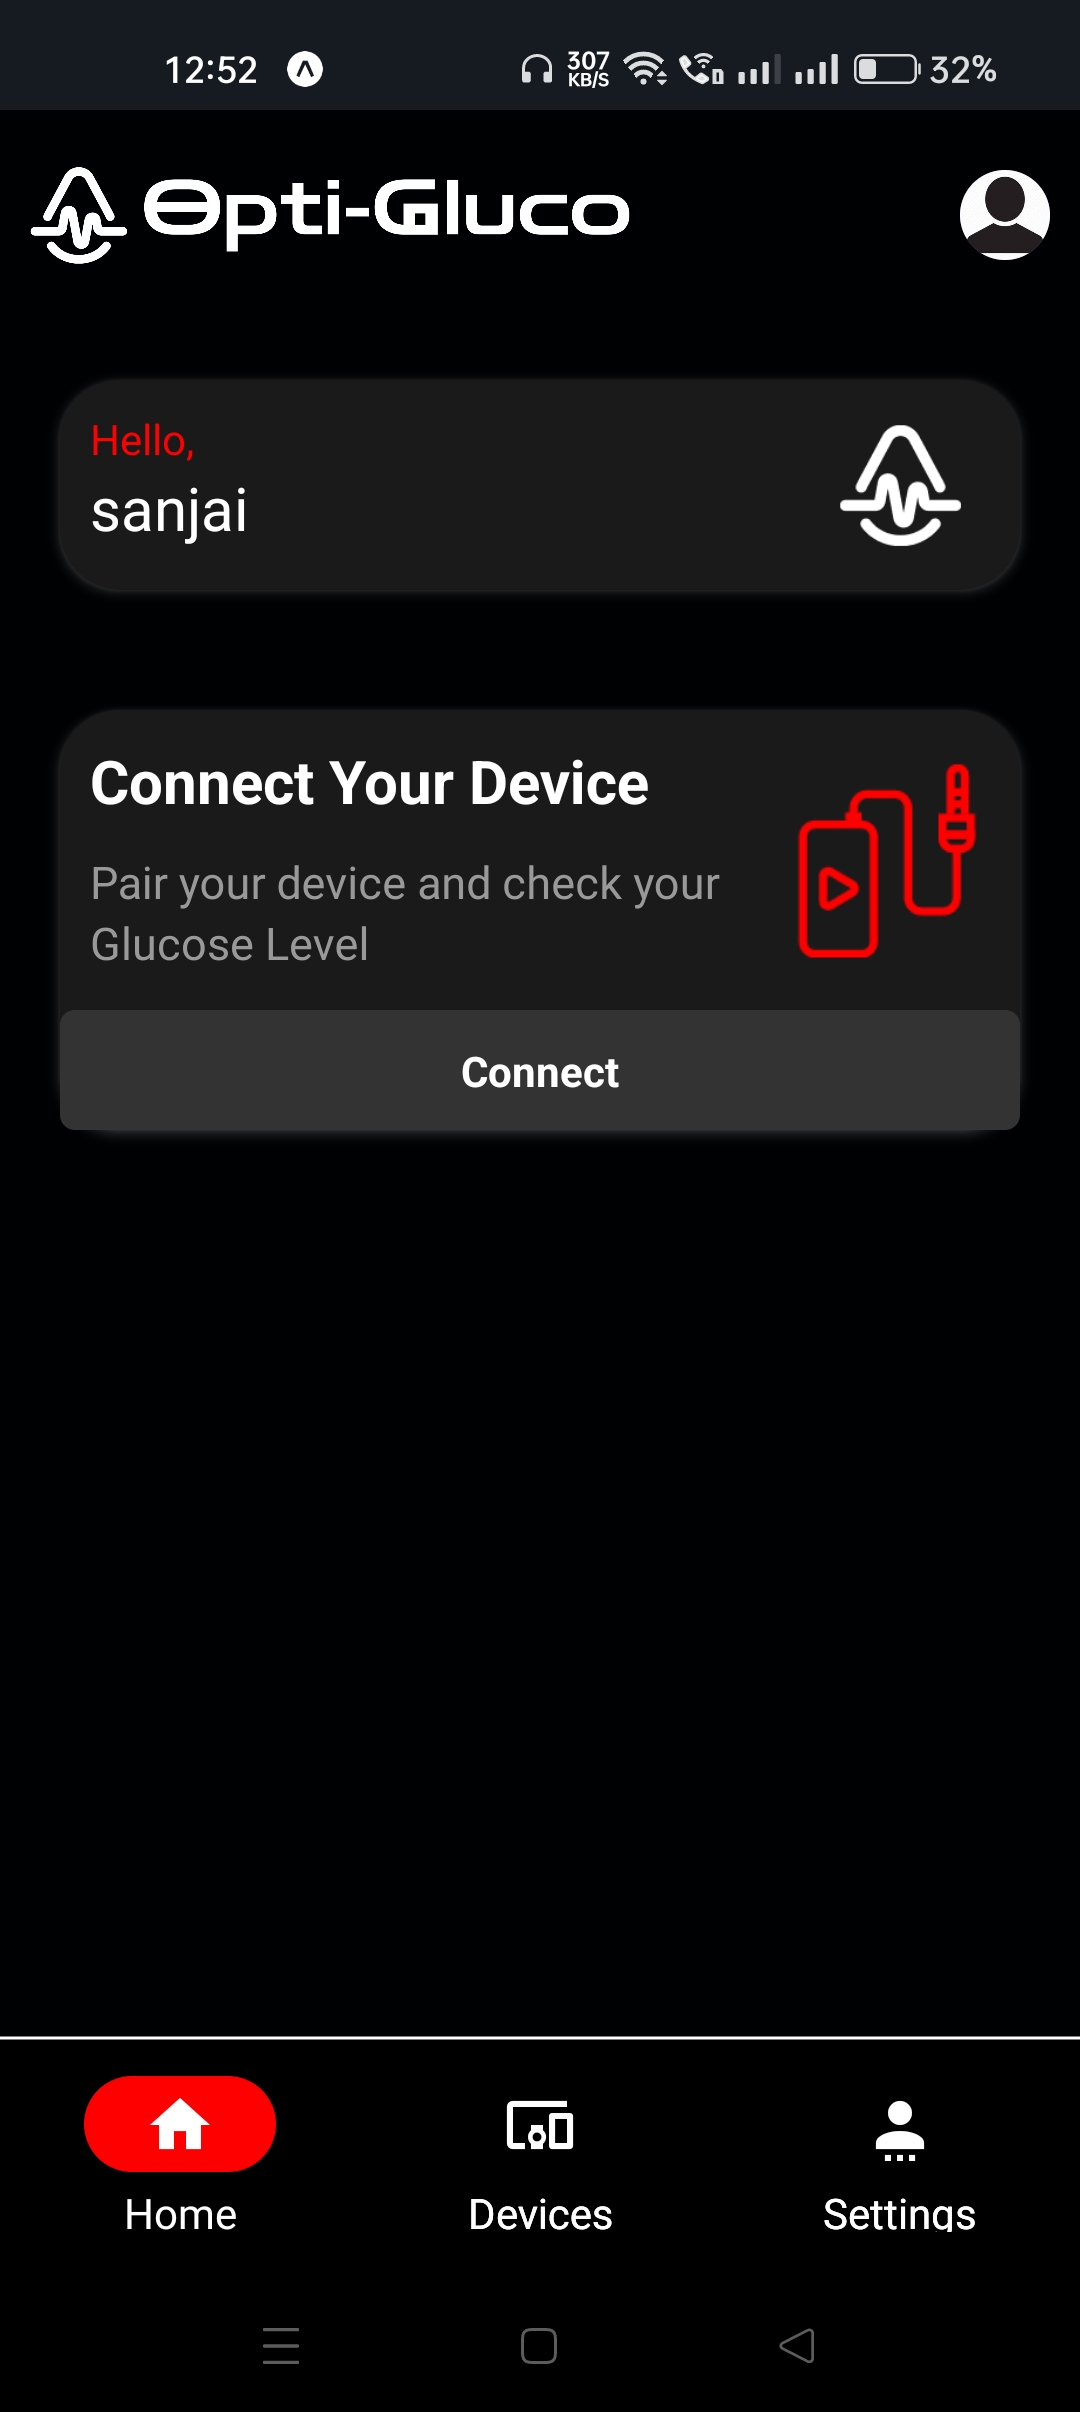 12:52
307
KB/S
32%
Opti-Gluco
Hello,
sanjai
Connect Your Device
Pair your device and check your
Glucose Level
Connect
Home
Devices
Settings